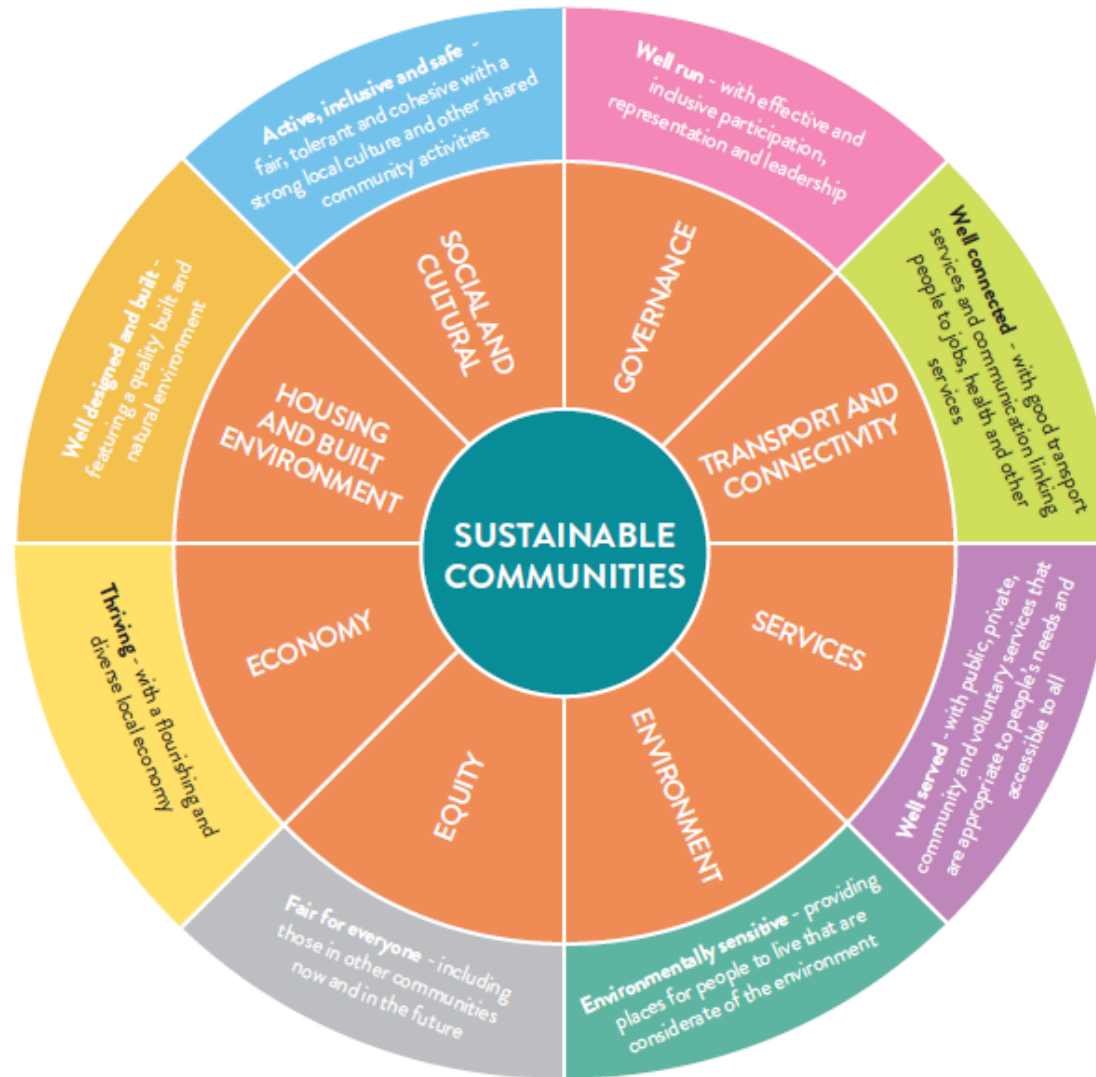 SUSTAINABLE
COMMUNITIES
GOVERNANCE
Well run - with effective and
inclusive participation,
representation and leadership
TRANSPORT AND
CONNECTIVITY
Well connected - with good transport
services and communication linking
people to jobs, health and other
services
SERVICES
Well served - with public, private,
community and voluntary services that
are appropriate to people's needs and
accessible to all
ENVIRONMENT
Environmentally sensitive - providing
places for people to live that are
considerate of the environment
EQUITY
Fair for everyone - including
those in other communities
now and in the future
ECONOMY
Thriving - with a flourishing and
diverse local economy
HOUSING
AND BUILT
ENVIRONMENT
Well designed and built -
featuring a quality built and
natural environment
SOCIAL AND
CULTURAL
Active, inclusive and safe -
fair, tolerant and cohesive with a
strong local culture and other shared
community activities